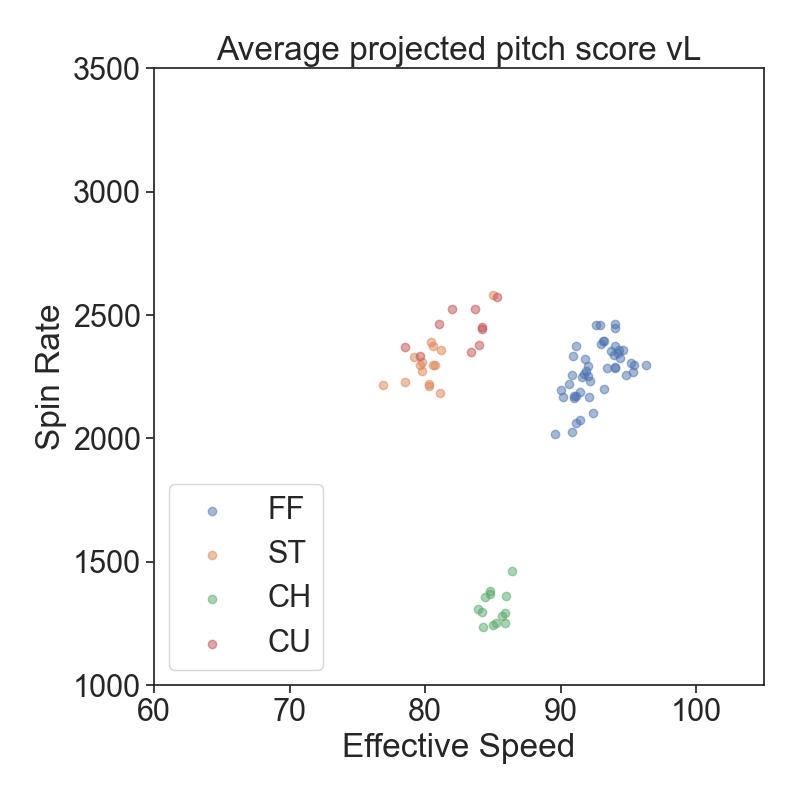 Average projected pitch score vL
3500
3000
2500
2000
1500
1000
Spin Rate
FF
ST
CH
CU
60 70 80 90 100
Effective Speed